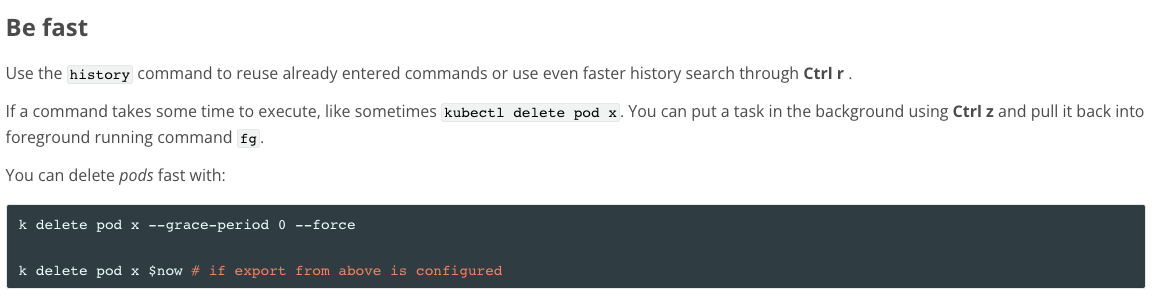 Be fast
Use the history command to reuse already entered commands or use even faster history search through Ctrl r .
If a command takes some time to execute, like sometimes kubectl delete pod x. You can put a task in the background using Ctrl z and pull it back into
foreground running command fg.
You can delete pods fast with:
k delete pod x --grace-period 0 --force
k delete pod x $now # if export from above is configured